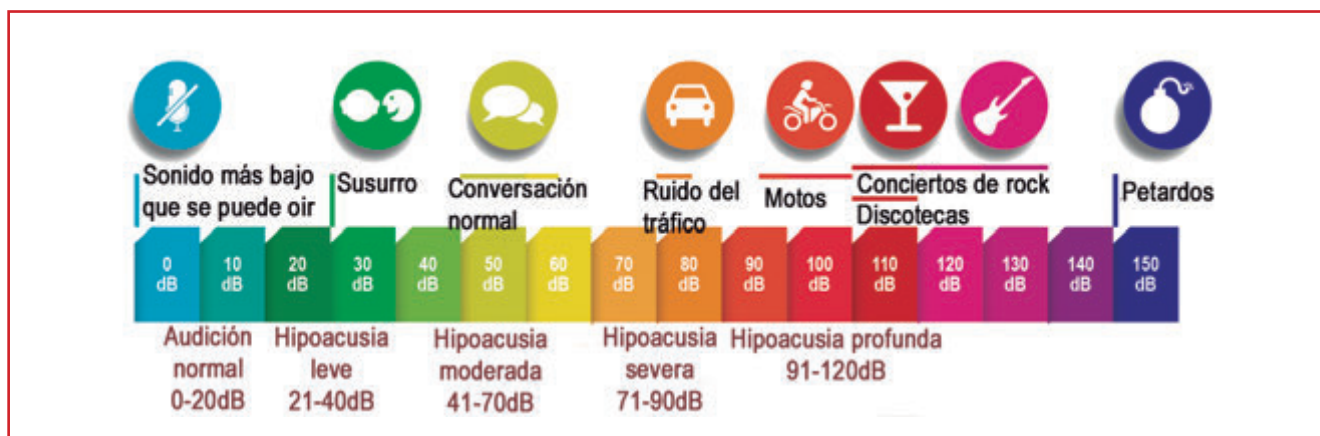 Sonido más bajo
que se puede oir
Susurro
Conversación
normal
Ruido del
tráfico
Motos
Conciertos de rock
Discotecas
Petardos
0
dB
10
dB
20
dB
30
dB
40
dB
50
dB
60
dB
70
dB
80
dB
90
dB
100
dB
110
dB
120
dB
130
dB
140
dB
150
dB
Audición
normal
0-20dB
Hipoacusia
leve
21-40dB
Hipoacusia
moderada
41-70dB
Hipoacusia
severa
71-90dB
Hipoacusia profunda
91-120dB